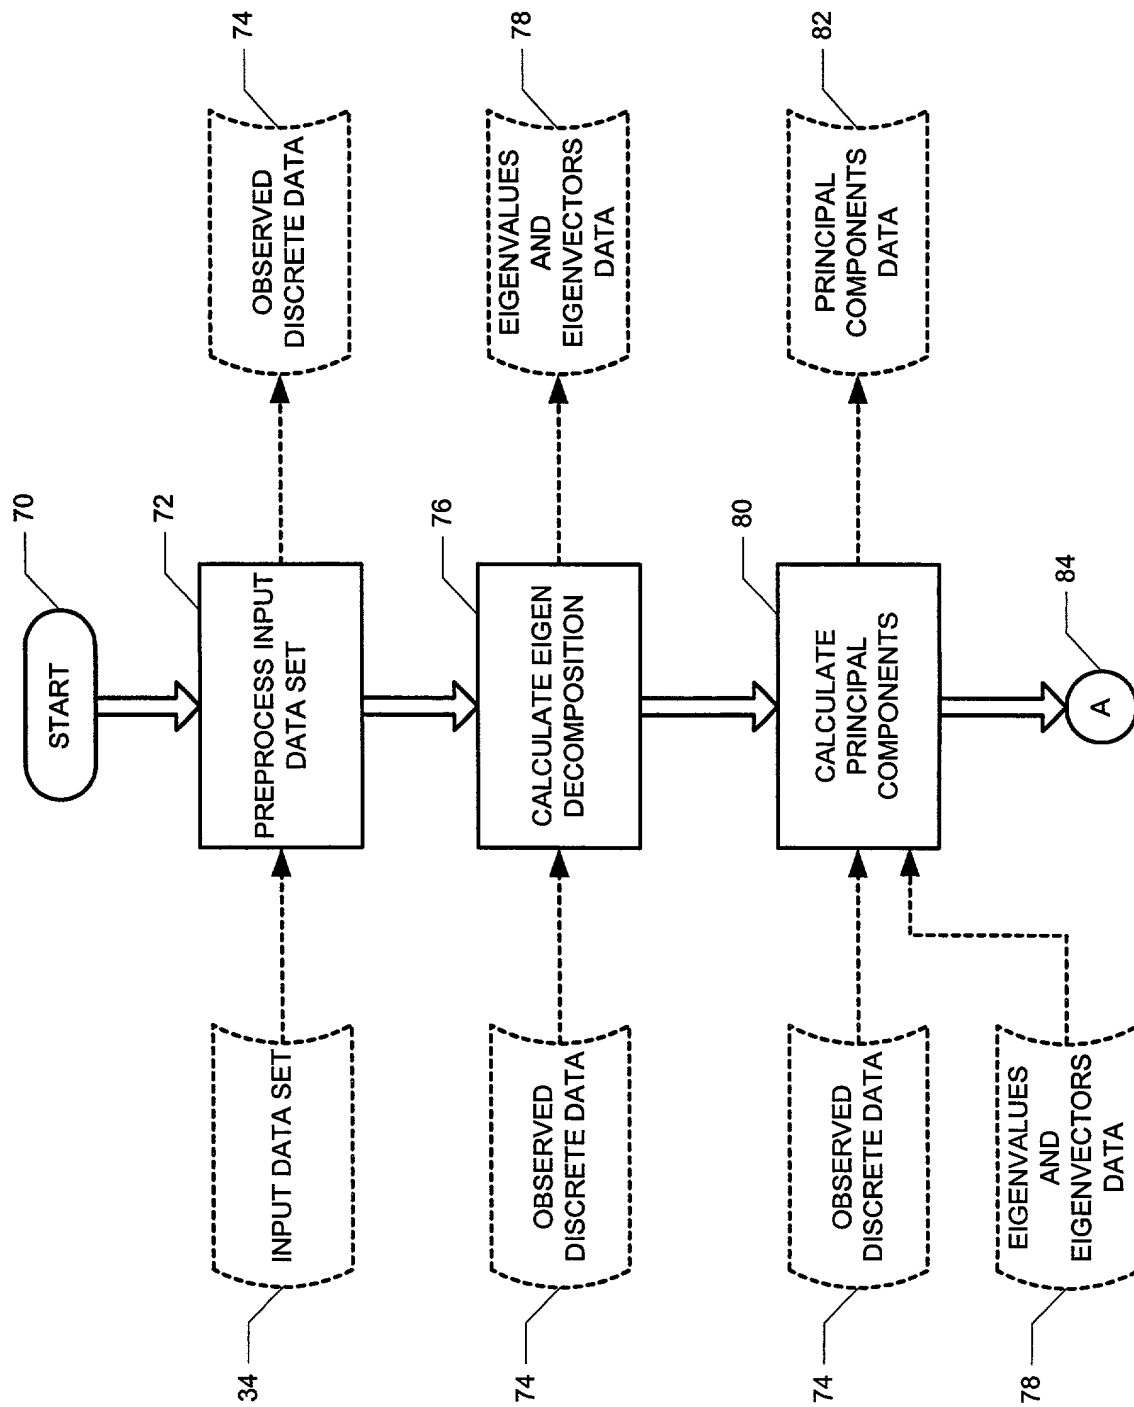 70
START
72
34
INPUT DATA SET
PREPROCESS INPUT
DATA SET
OBSERVED
DISCRETE DATA
74
76
74
OBSERVED
DISCRETE DATA
CALCULATE EIGEN
DECOMPOSITION
EIGENVALUES
AND
EIGENVECTORS
DATA
78
80
74
OBSERVED
DISCRETE DATA
CALCULATE
PRINCIPAL
COMPONENTS
PRINCIPAL
COMPONENTS
DATA
82
78
EIGENVALUES
AND
EIGENVECTORS
DATA
A
84